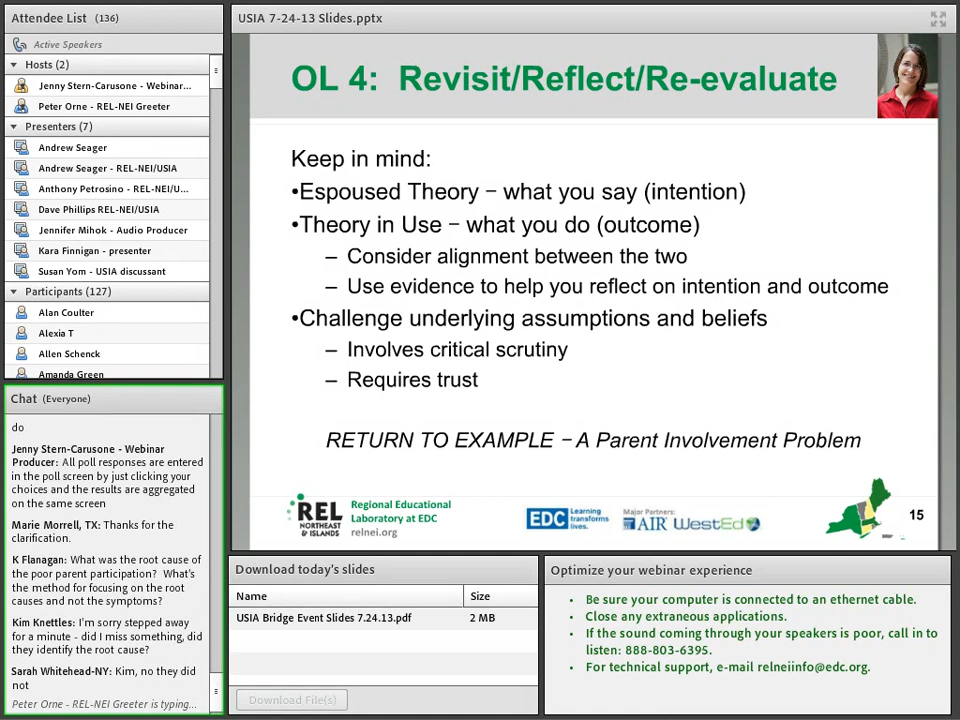 Attendee List (136)
Active Speakers
Hosts (2)
Jenny Stern-Carusone - Webinar...
Peter Orne - REL-NEI Greeter
Presenters (7)
Andrew Seager
Andrew Seager - REL-NEI/USIA
Anthony Petrosino - REL-NEI/U...
Dave Phillips REL-NEI/USIA
Jennifer Mihok - Audio Producer
Kara Finnigan - presenter
Susan Yom - USIA discussant
Participants (127)
Alan Coulter
Alexia T
Allen Schenck
Amanda Green
Chat (Everyone)
do
Jenny Stern-Carusone - Webinar
Producer: All poll responses are entered
in the poll screen by just clicking your
choices and the results are aggregated
on the same screen
Marie Morrell, TX: Thanks for the
clarification.
K Flanagan: What was the root cause of
the poor parent participation? What's
the method for focusing on the root
causes and not the symptoms?
Kim Knettles: I'm sorry stepped away
for a minute - did I miss something, did
they identify the root cause?
Sarah Whitehead-NY: Kim, no they did
not
Peter Orne - REL-NEI Greeter is typing...
USIA 7-24-13 Slides.pptx
OL 4: Revisit/Reflect/Re-evaluate
Keep in mind:
•Espoused Theory – what you say (intention)
•Theory in Use – what you do (outcome)
– Consider alignment between the two
– Use evidence to help you reflect on intention and outcome
•Challenge underlying assumptions and beliefs
– Involves critical scrutiny
– Requires trust
RETURN TO EXAMPLE – A Parent Involvement Problem
REL
NORTHEAST
& ISLANDS
Regional Educational
Laboratory at EDC
relnei.org
EDC Learning
transforms
lives.
Major Partners:
AIR WestEd
15
Download today's slides
Name Size
USIA Bridge Event Slides 7.24.13.pdf 2 MB
Download File(s)
Optimize your webinar experience
• Be sure your computer is connected to an ethernet cable.
• Close any extraneous applications.
• If the sound coming through your speakers is poor, call in to
listen: 888-803-6395.
• For technical support, e-mail relneiinfo@edc.org.